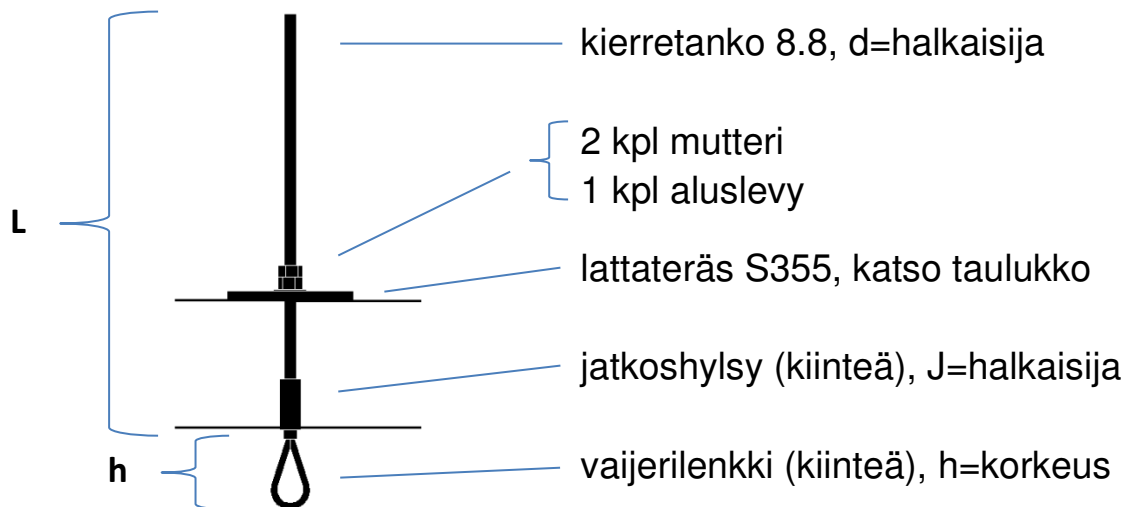 kierretanko 8.8, d=halkaisija
2 kpl mutteri
1 kpl aluslevy
L
lattateräs S355, katso taulukko
jatkoshylsy (kiinteä), J=halkaisija
h
vaijerilenkki (kiinteä), h=korkeus